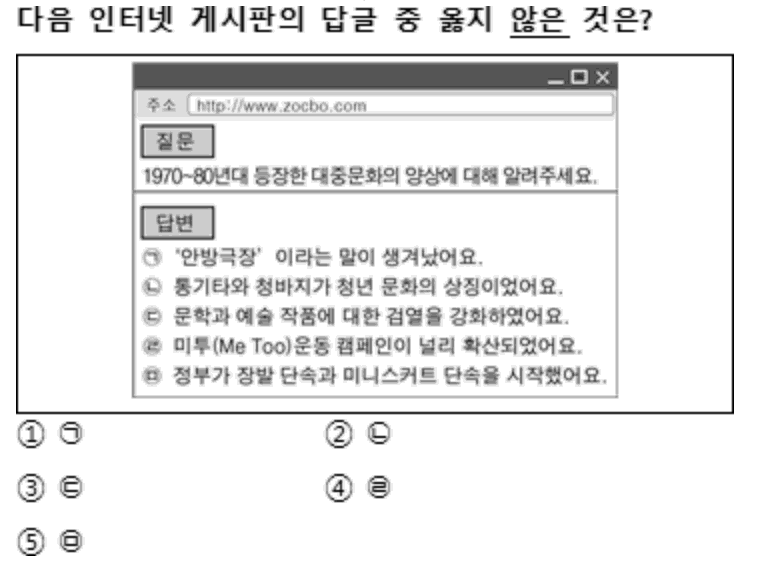 다음 인터넷 게시판의 답글 중 옳지 않은 것은?
주소 http://www.zocbo.com
질문
1970~80년대 등장한 대중문화의 양상에 대해 알려주세요.
답변
㉠ '안방극장' 이라는 말이 생겨났어요.
㉡ 통기타와 청바지가 청년 문화의 상징이었어요.
㉢ 문학과 예술 작품에 대한 검열을 강화하였어요.
㉣ 미투(Me Too)운동 캠페인이 널리 확산되었어요.
㉤ 정부가 장발 단속과 미니스커트 단속을 시작했어요.
① ㉠ ② ㉡
③ ㉢ ④ ㉣
⑤ ㉤